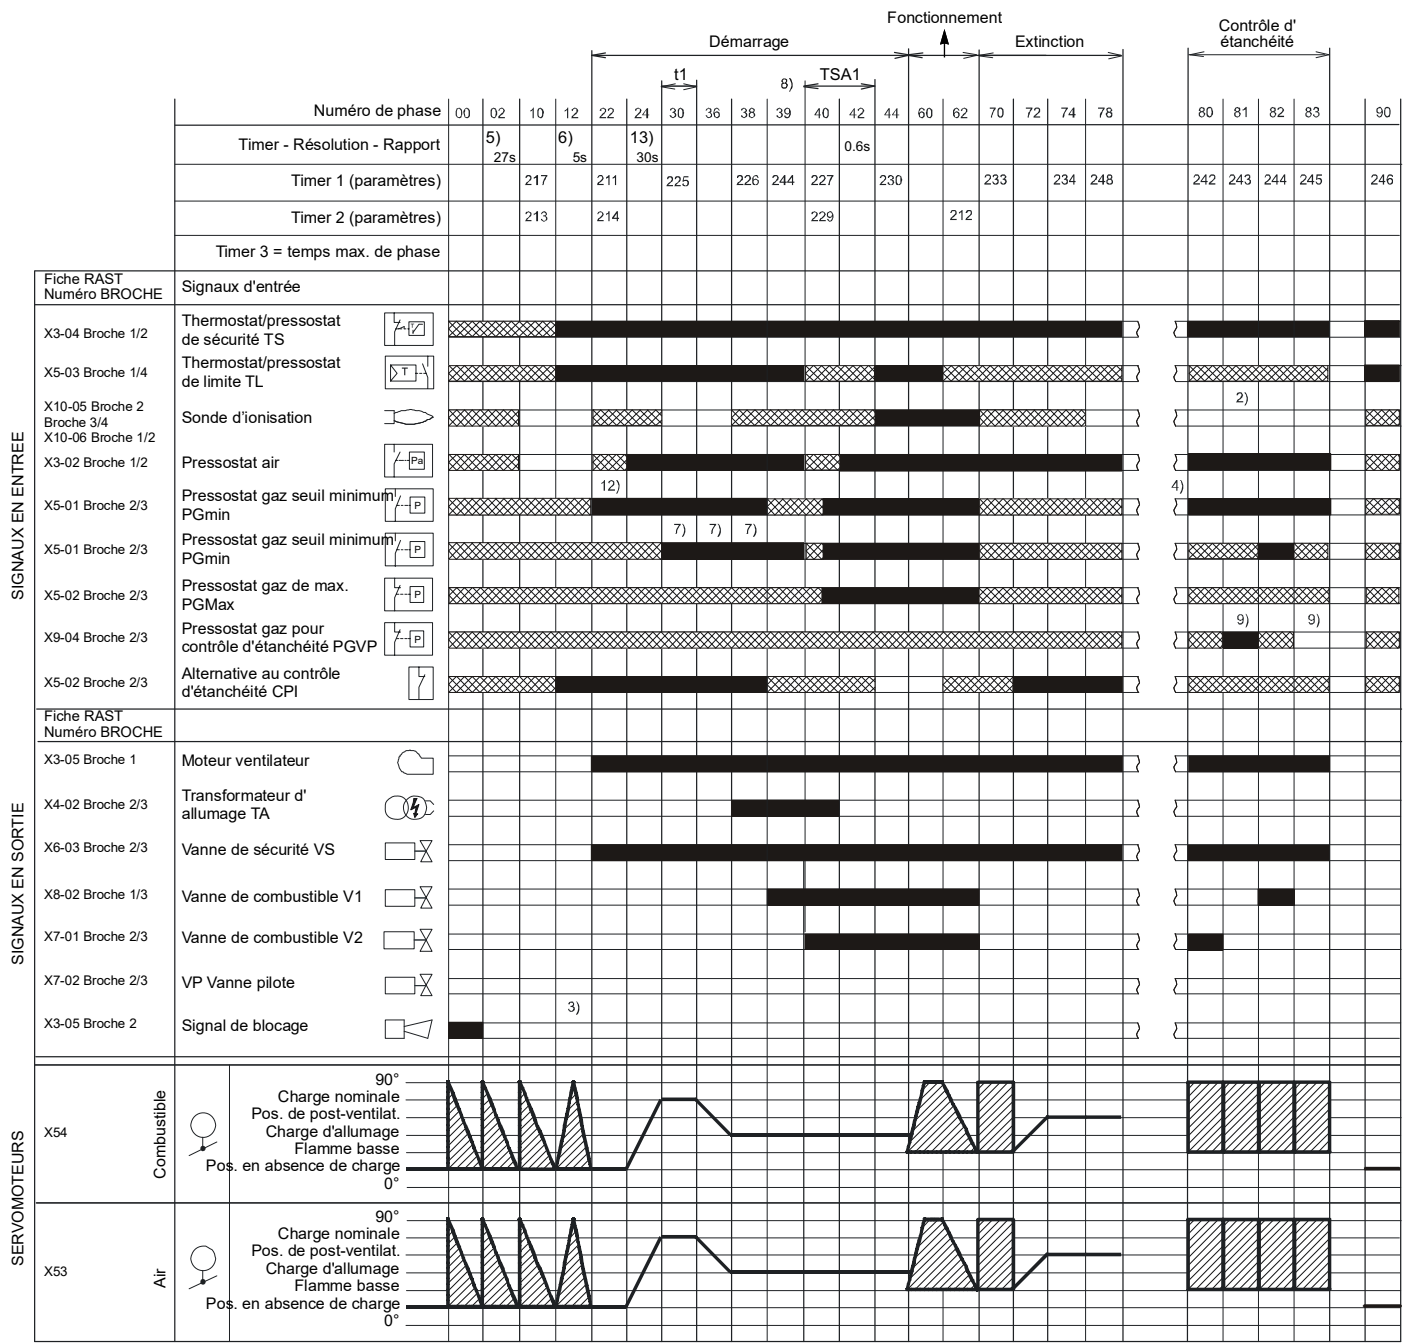 Fonctionnement
Démarrage
Extinction
Contrôle d'
étanchéité
t1
8)
TSA1
Numéro de phase 00 02 10 12 22 24 30 36 38 39 40 42 44 60 62 70 72 74 78 80 81 82 83 90
Timer - Résolution - Rapport 5) 27s 6) 5s 13) 30s 0.6s
Timer 1 (paramètres) 217 211 225 226 244 227 230 233 234 248 242 243 244 245 246
Timer 2 (paramètres) 213 214 229 212
Timer 3 = temps max. de phase
SIGNAUX EN ENTREE
Fiche RAST
Numéro BROCHE
Signaux d'entrée
X3-04 Broche 1/2
Thermostat/pressostat
de sécurité TS
X5-03 Broche 1/4
Thermostat/pressostat
de limite TL
T
2)
X10-05 Broche 2
Broche 3/4
X10-06 Broche 1/2
Sonde d'ionisation
X3-02 Broche 1/2
Pressostat air
Pa
12)
4)
X5-01 Broche 2/3
Pressostat gaz seuil minimum
PGmin
P
7) 7) 7)
X5-01 Broche 2/3
Pressostat gaz seuil minimum
PGmin
P
X5-02 Broche 2/3
Pressostat gaz de max.
PGMax
P
9) 9)
X9-04 Broche 2/3
Pressostat gaz pour
contrôle d'étanchéité PGVP
P
X5-02 Broche 2/3
Alternative au contrôle
d'étanchéité CPI
SIGNAUX EN SORTIE
Fiche RAST
Numéro BROCHE
X3-05 Broche 1
Moteur ventilateur
X4-02 Broche 2/3
Transformateur d'
allumage TA
X6-03 Broche 2/3
Vanne de sécurité VS
X8-02 Broche 1/3
Vanne de combustible V1
X7-01 Broche 2/3
Vanne de combustible V2
X7-02 Broche 2/3
VP Vanne pilote
3)
X3-05 Broche 2
Signal de blocage
SERVOMOTEURS
X54
Combustible
90°
Charge nominale
Pos. de post-ventilat.
Charge d'allumage
Flamme basse
Pos. en absence de charge
0°
X53
Air
90°
Charge nominale
Pos. de post-ventilat.
Charge d'allumage
Flamme basse
Pos. en absence de charge
0°